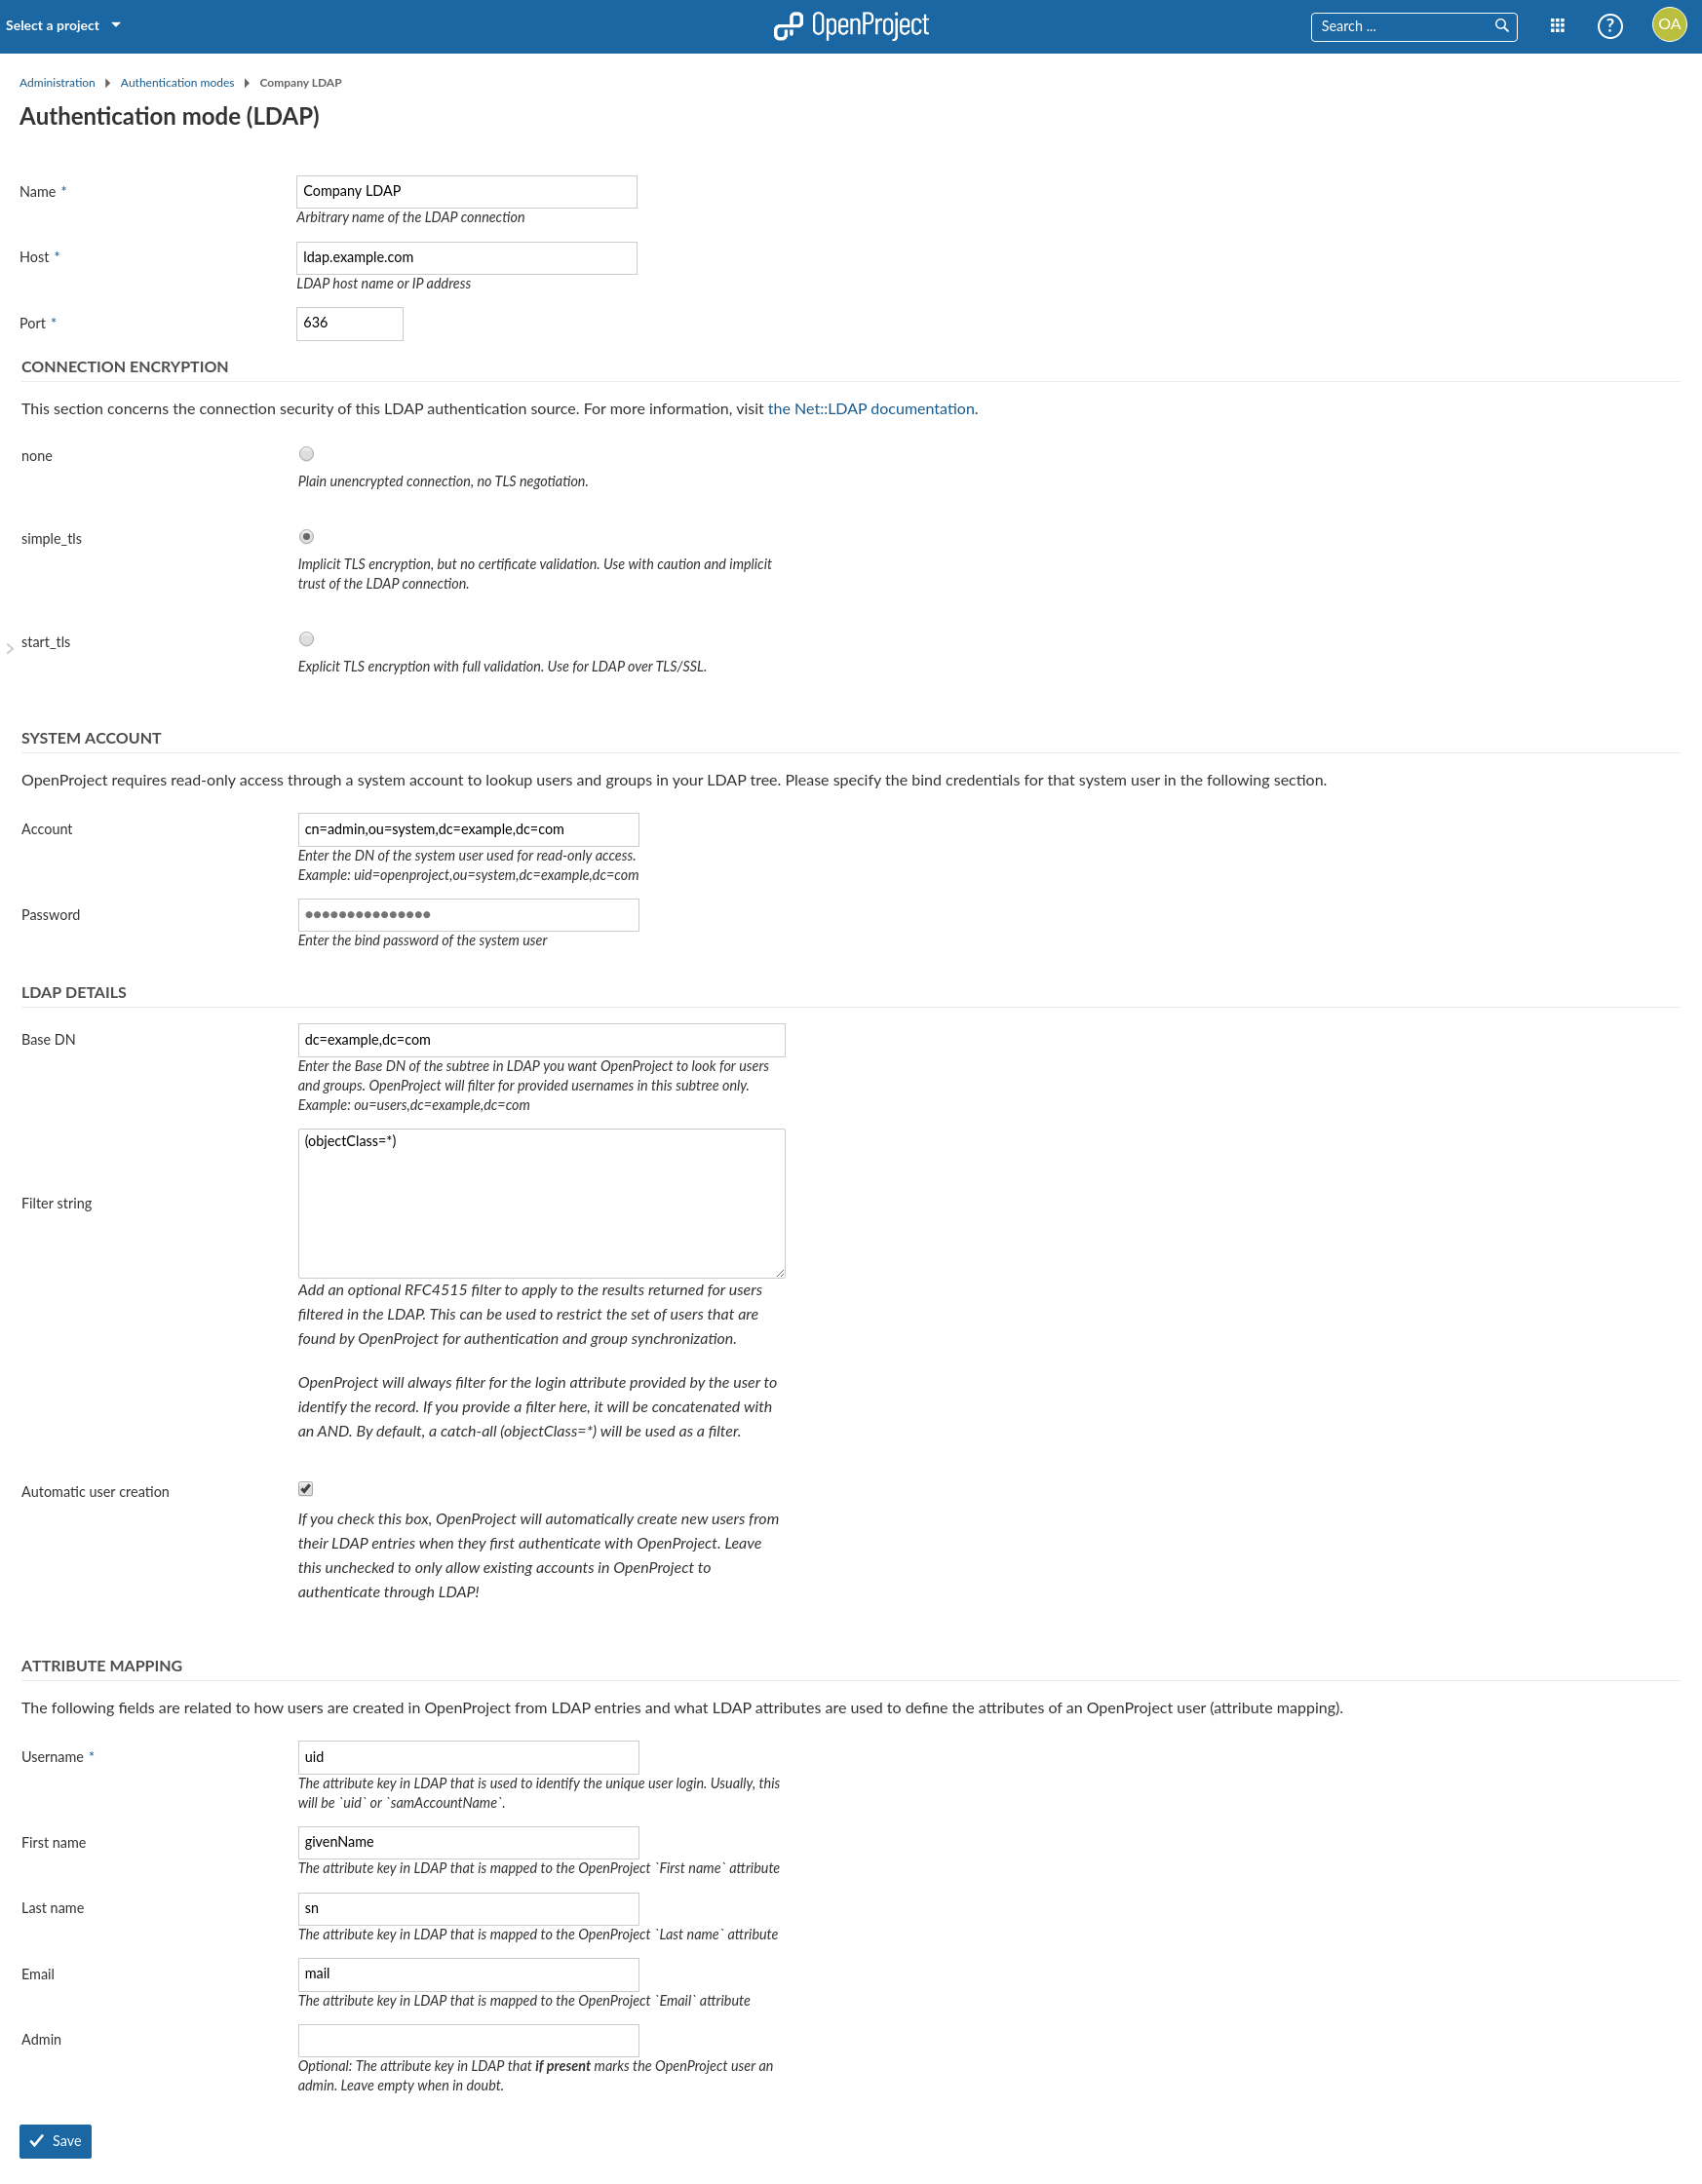 Select a project
OpenProject
Search ...
?
OA
Administration Authentication modes Company LDAP
Authentication mode (LDAP)
Name *
Company LDAP
Arbitrary name of the LDAP connection
Host *
ldap.example.com
LDAP host name or IP address
Port *
636
CONNECTION ENCRYPTION
This section concerns the connection security of this LDAP authentication source. For more information, visit the Net::LDAP documentation.
none
Plain unencrypted connection, no TLS negotiation.
simple_tls
Implicit TLS encryption, but no certificate validation. Use with caution and implicit
trust of the LDAP connection.
start_tls
Explicit TLS encryption with full validation. Use for LDAP over TLS/SSL.
SYSTEM ACCOUNT
OpenProject requires read-only access through a system account to lookup users and groups in your LDAP tree. Please specify the bind credentials for that system user in the following section.
Account
cn=admin,ou=system,dc=example,dc=com
Enter the DN of the system user used for read-only access.
Example: uid=openproject,ou=system,dc=example,dc=com
Password
●●●●●●●●●●●●●●●
Enter the bind password of the system user
LDAP DETAILS
Base DN
dc=example,dc=com
Enter the Base DN of the subtree in LDAP you want OpenProject to look for users
and groups. OpenProject will filter for provided usernames in this subtree only.
Example: ou=users,dc=example,dc=com
(objectClass=*)
Filter string
Add an optional RFC4515 filter to apply to the results returned for users
filtered in the LDAP. This can be used to restrict the set of users that are
found by OpenProject for authentication and group synchronization.
OpenProject will always filter for the login attribute provided by the user to
identify the record. If you provide a filter here, it will be concatenated with
an AND. By default, a catch-all (objectClass=*) will be used as a filter.
Automatic user creation
If you check this box, OpenProject will automatically create new users from
their LDAP entries when they first authenticate with OpenProject. Leave
this unchecked to only allow existing accounts in OpenProject to
authenticate through LDAP!
ATTRIBUTE MAPPING
The following fields are related to how users are created in OpenProject from LDAP entries and what LDAP attributes are used to define the attributes of an OpenProject user (attribute mapping).
Username *
uid
The attribute key in LDAP that is used to identify the unique user login. Usually, this
will be `uid` or `samAccountName`.
First name
givenName
The attribute key in LDAP that is mapped to the OpenProject `First name` attribute
Last name
sn
The attribute key in LDAP that is mapped to the OpenProject `Last name` attribute
Email
mail
The attribute key in LDAP that is mapped to the OpenProject `Email` attribute
Admin
Optional: The attribute key in LDAP that if present marks the OpenProject user an
admin. Leave empty when in doubt.
Save